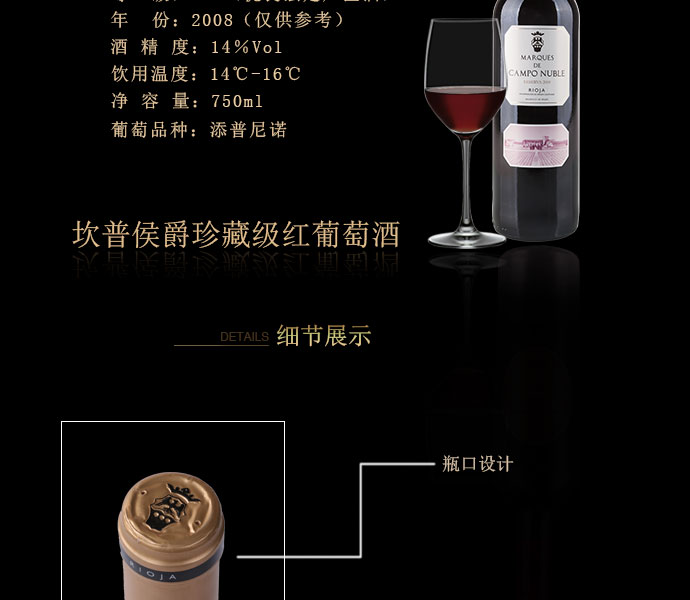 年 份：2008（仅供参考）
酒 精 度：14%Vol
饮用温度：14℃-16℃
净 容 量：750ml
葡萄品种：添普尼诺
MARQUES
DE
CAMPO NUBLE
RIOJA
坎普侯爵珍藏级红葡萄酒
DETAILS 细节展示
瓶口设计
RIOJA